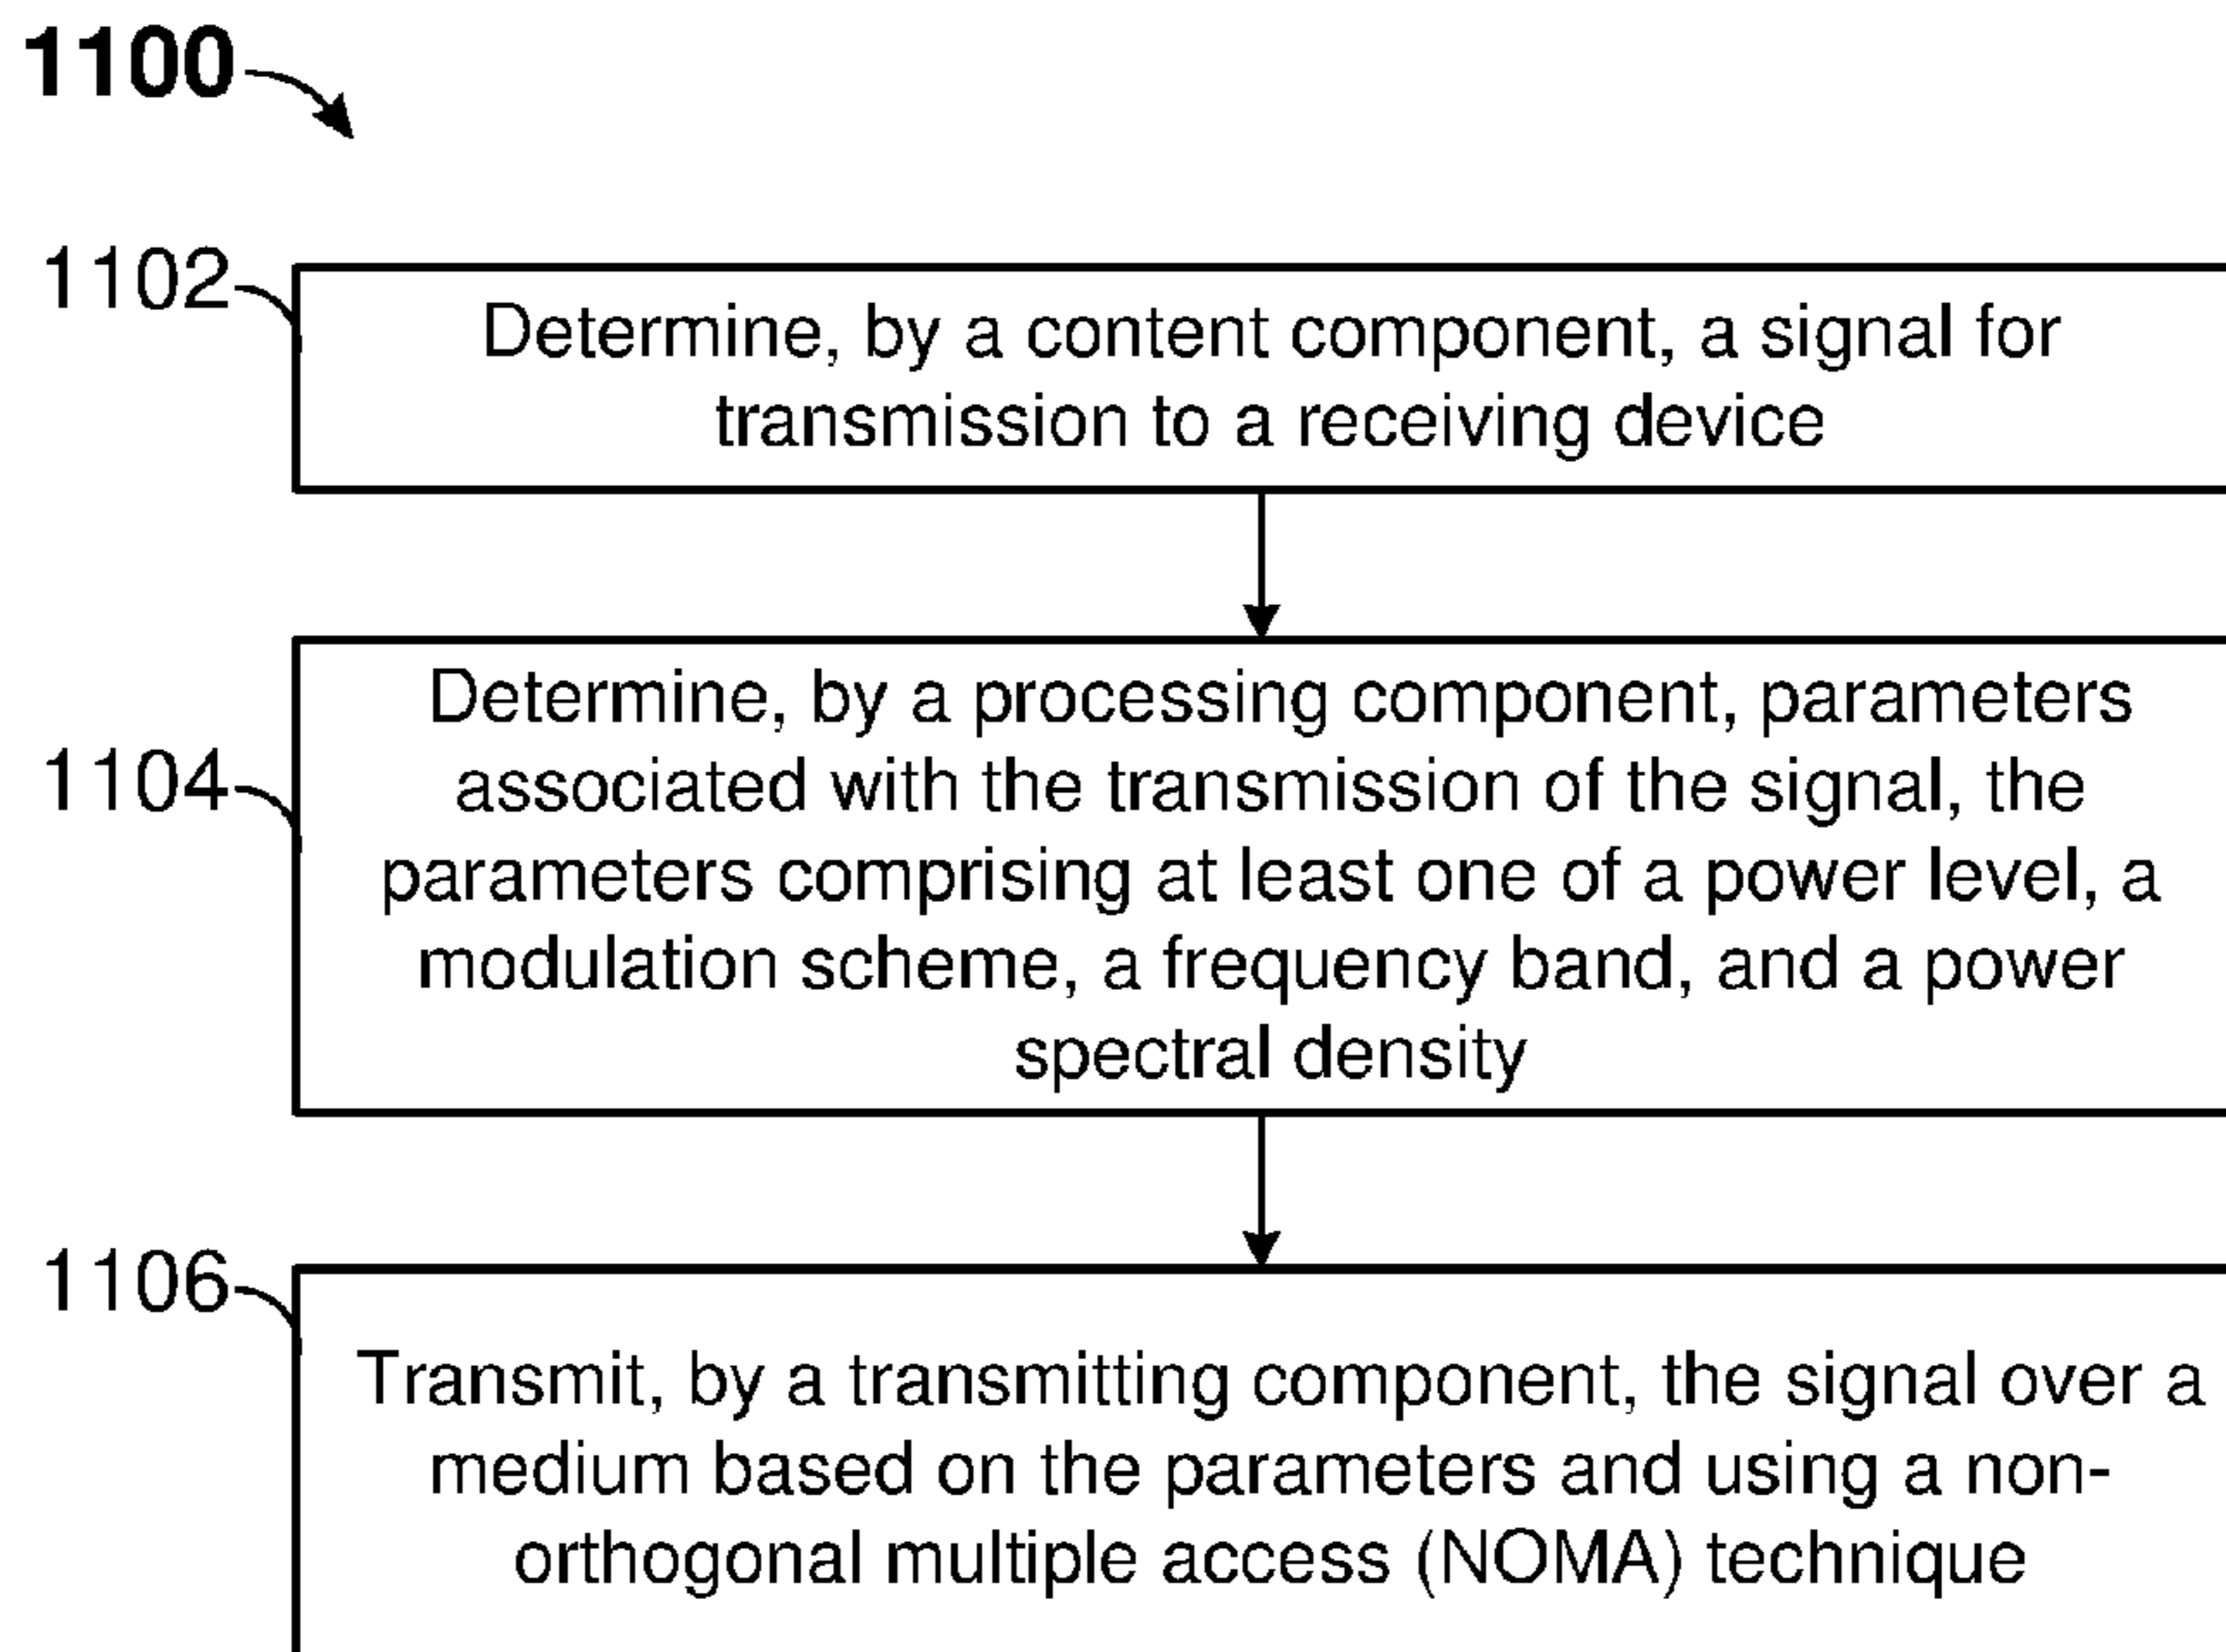 1100
1102
Determine, by a content component, a signal for
transmission to a receiving device
1104
Determine, by a processing component, parameters
associated with the transmission of the signal, the
parameters comprising at least one of a power level, a
modulation scheme, a frequency band, and a power
spectral density
1106
Transmit, by a transmitting component, the signal over a
medium based on the parameters and using a non-
orthogonal multiple access (NOMA) technique